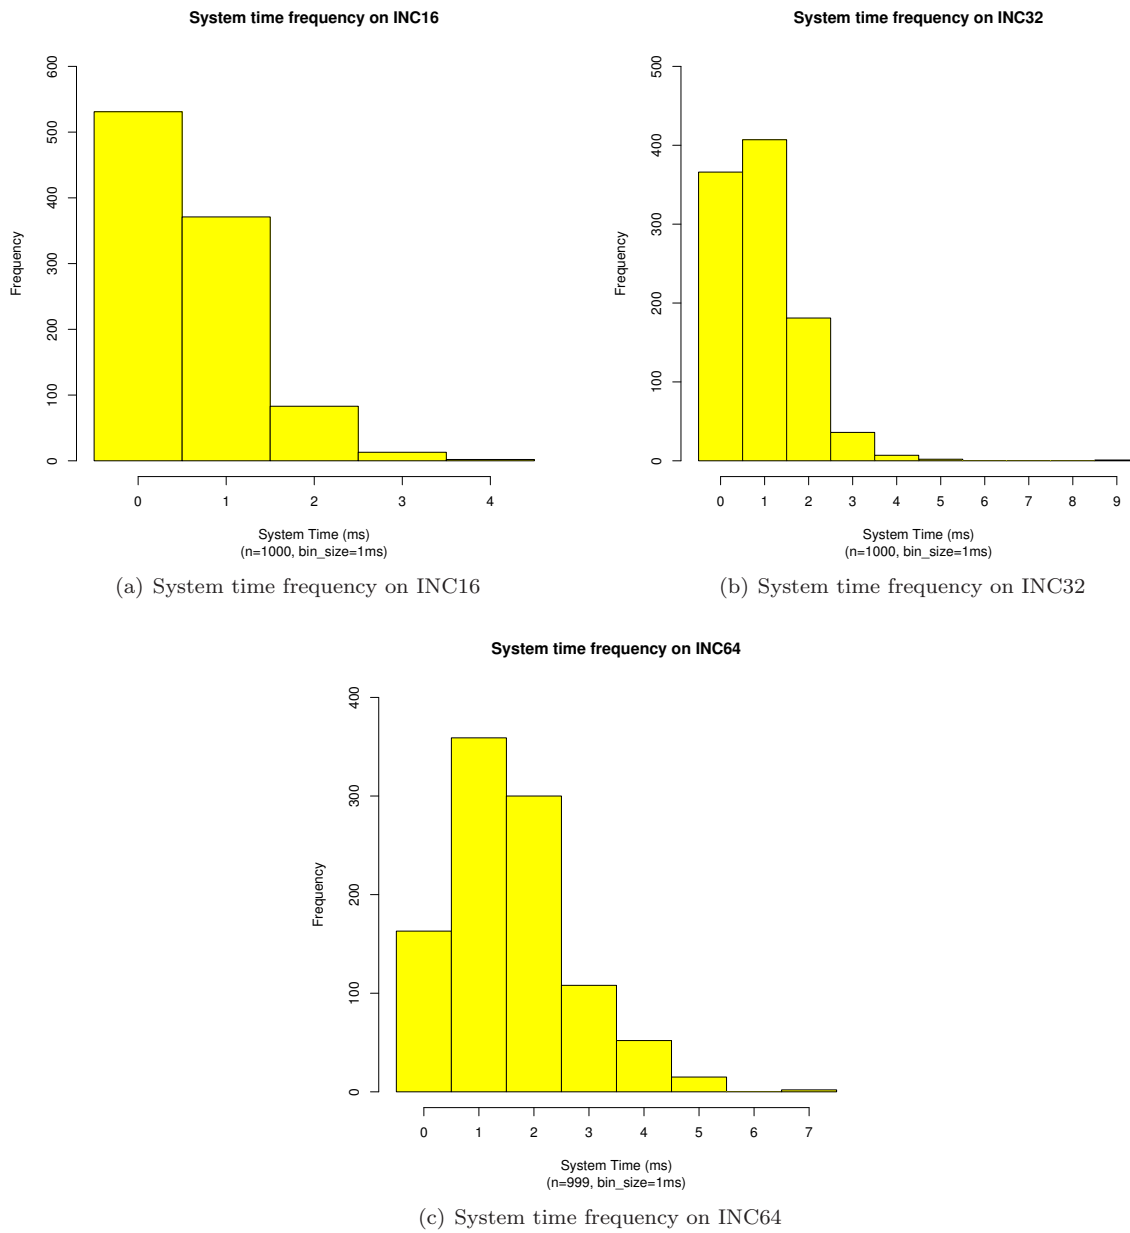 System time frequency on INC16
Frequency
0 100 200 300 400 500 600
0 1 2 3 4
System Time (ms)
(n=1000, bin_size=1ms)
(a) System time frequency on INC16
System time frequency on INC32
Frequency
0 100 200 300 400 500
0 1 2 3 4 5 6 7 8 9
System Time (ms)
(n=1000, bin_size=1ms)
(b) System time frequency on INC32
System time frequency on INC64
Frequency
0 100 200 300 400
0 1 2 3 4 5 6 7
System Time (ms)
(n=999, bin_size=1ms)
(c) System time frequency on INC64